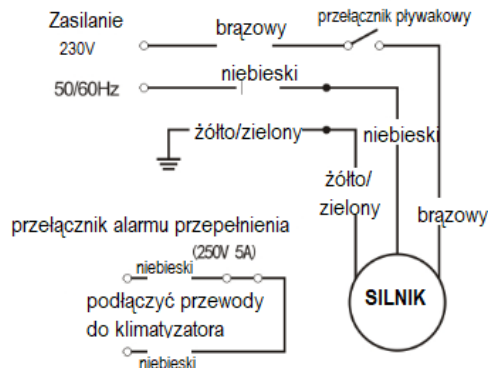 Zasilanie
230V
50/60Hz
brązowy
przełącznik pływakowy
niebieski
żółto/zielony
niebieski
żółto/
zielony
brązowy
SILNIK
przełącznik alarmu przepełnienia
(250V 5A)
niebieski
podłączyć przewody
do klimatyzatora
niebieski